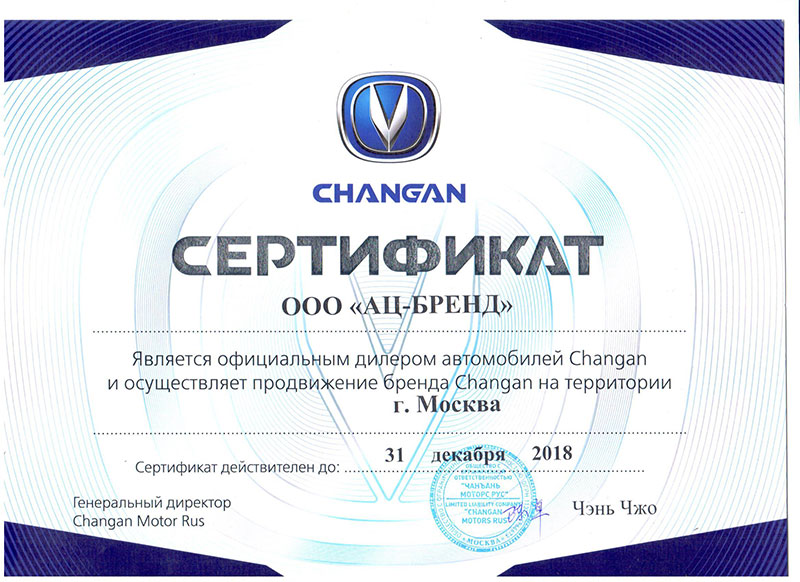 CHANGAN
СЕРТИФИКАТ
ООО «АЦ-БРЕНД»
Является официальным дилером автомобилей Changan
и осуществляет продвижение бренда Changan на территории
г. Москва
31 декабря 2018
Сертификат действителен до:
Генеральный директор
Changan Motor Rus
Чэнь Чжо
ОБЩЕСТВО С
ОТВЕТСТВЕННОСТЬЮ
"ЧАНЪАНЬ
МОТОРС РУС"
LIMITED LIABILITY COMPANY
"CHANGAN
MOTORS RUS"
МОСКВА